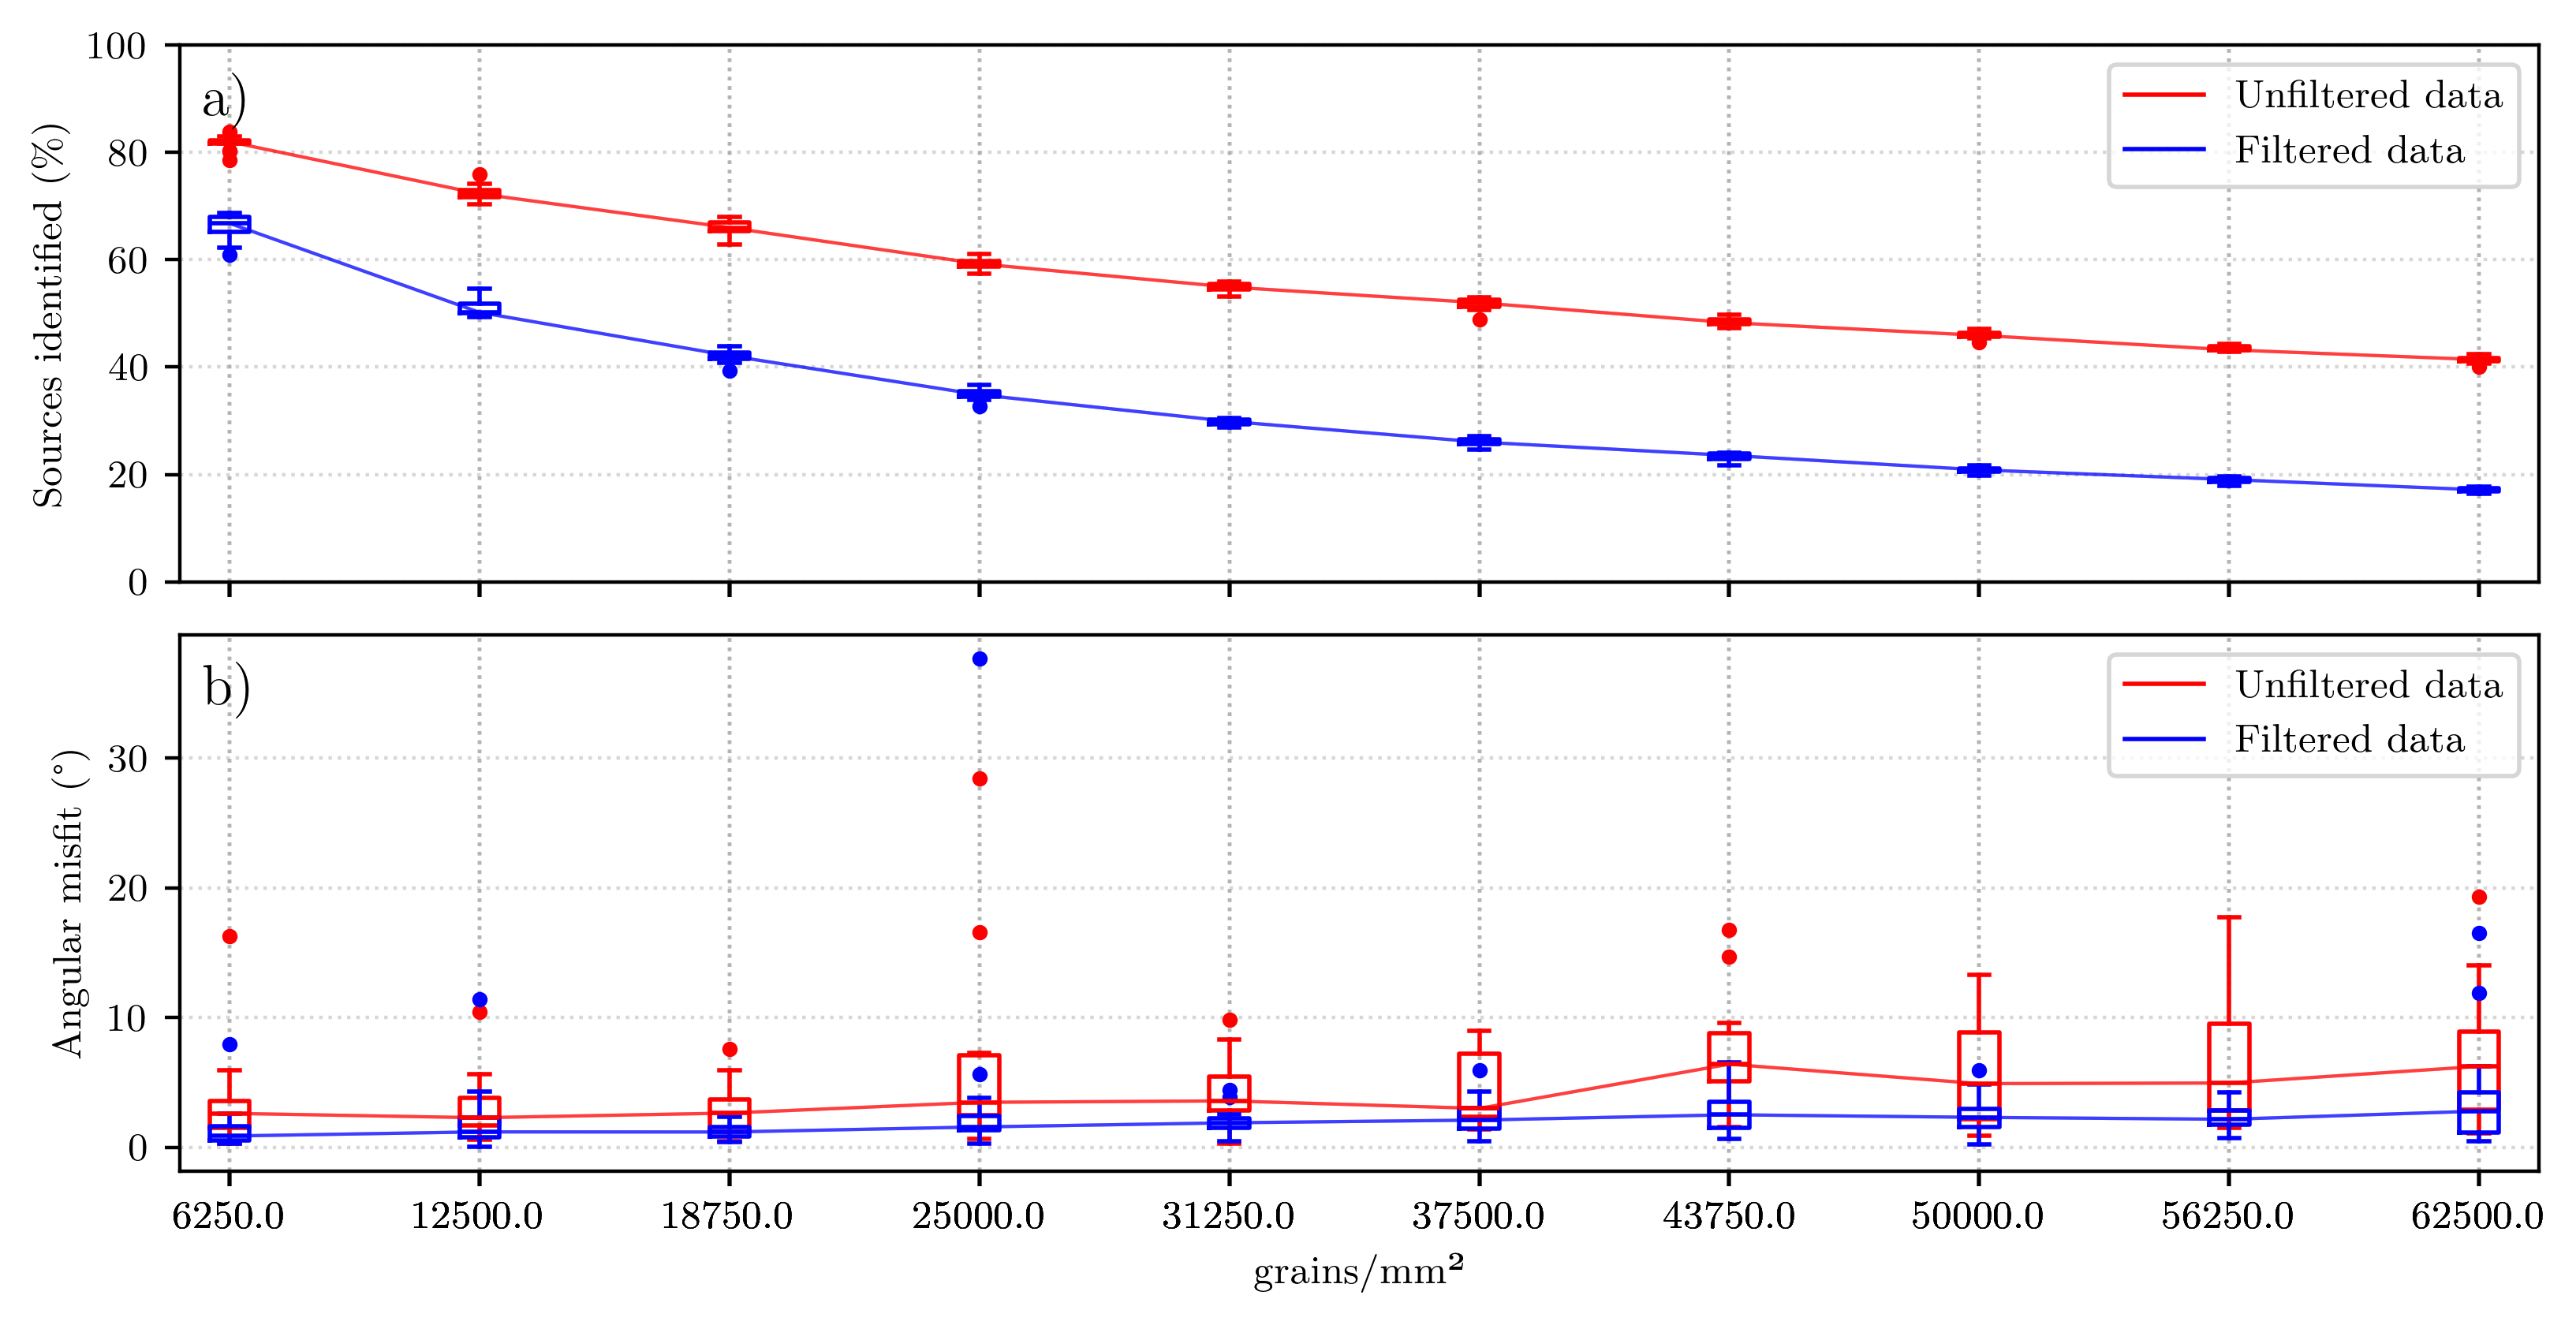 a)
Sources identified (%)
100
80
60
40
20
0
Unfiltered data
Filtered data
b)
Angular misfit (°)
30
20
10
0
Unfiltered data
Filtered data
6250.0 12500.0 18750.0 25000.0 31250.0 37500.0 43750.0 50000.0 56250.0 62500.0
grains/mm²